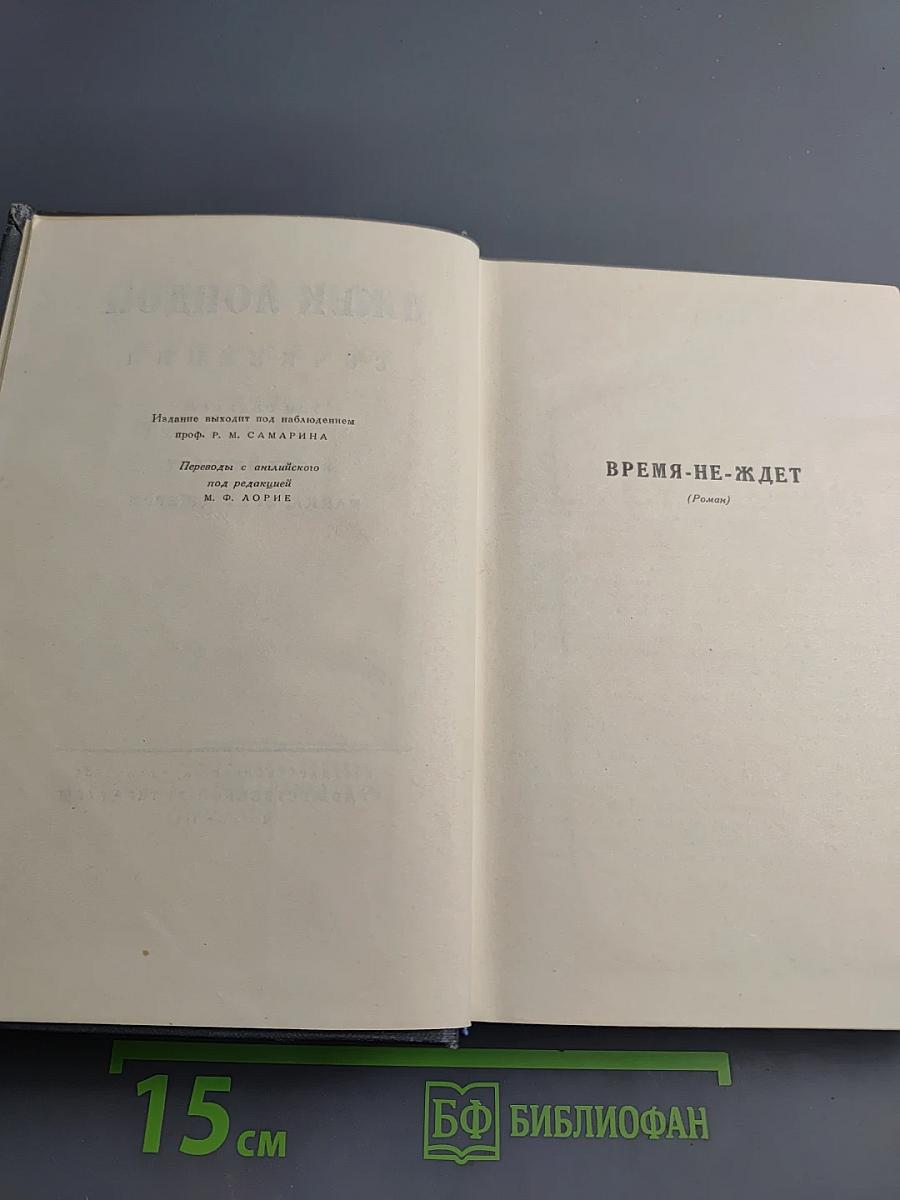 Издание выходит под наблюдением
проф. Р. М. САМАРИНА
Переводы с английского
под редакцией
М. Ф. ЛОРИЕ
ВРЕМЯ-НЕ-ЖДЕТ
(Роман)
15 см
БФ БИБЛИОФАН